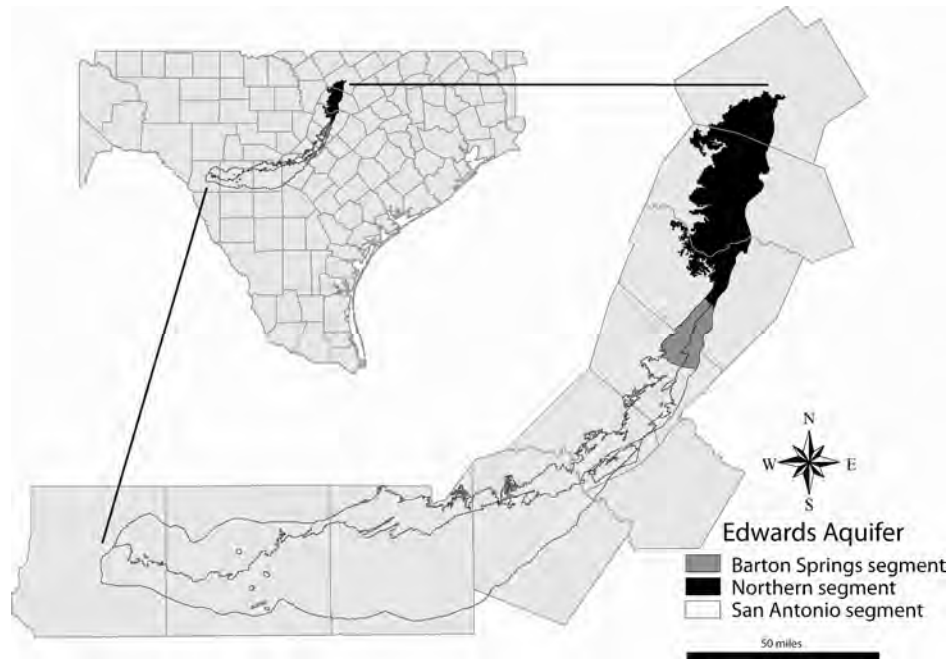 N
W E
S
Edwards Aquifer
Barton Springs segment
Northern segment
San Antonio segment
50 miles